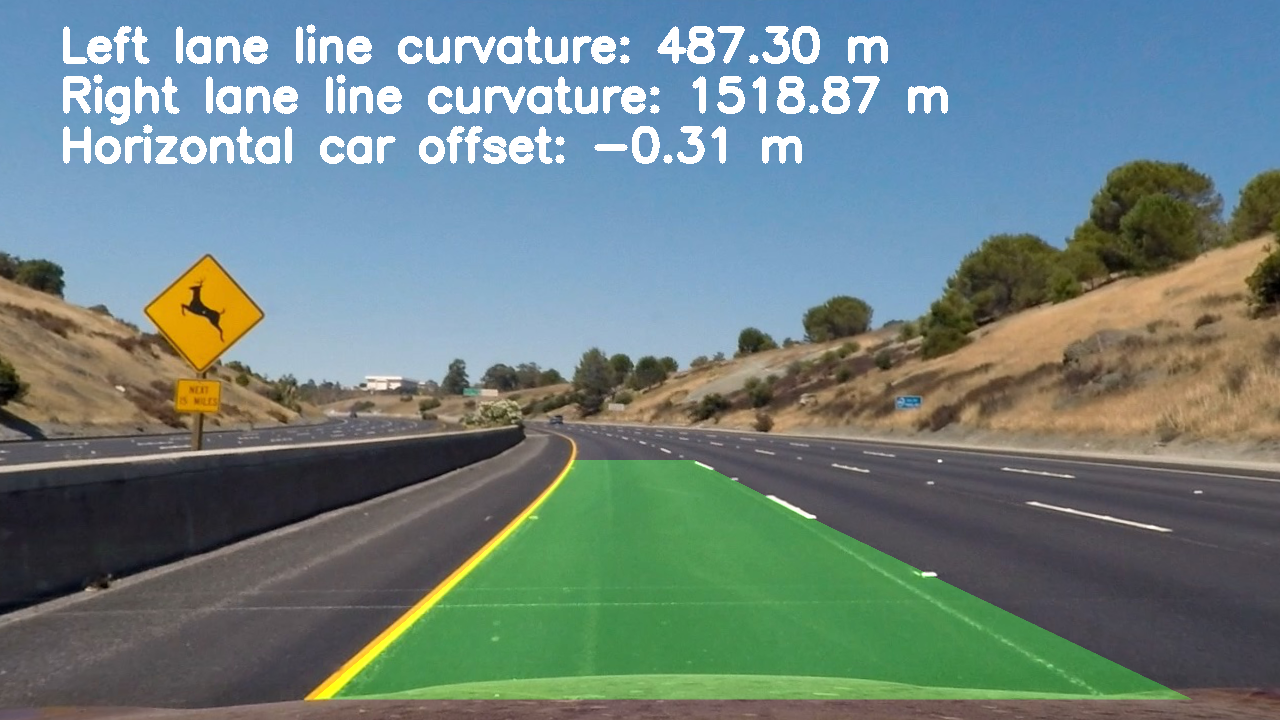 Left lane line curvature: 487.30 m
Right lane line curvature: 1518.87 m
Horizontal car offset: −0.31 m
NEXT
15 MILES